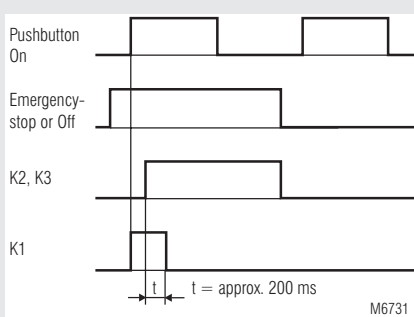 Pushbutton
On
Emergency-
stop or Off
K2, K3
K1
t
t = approx. 200 ms
M6731